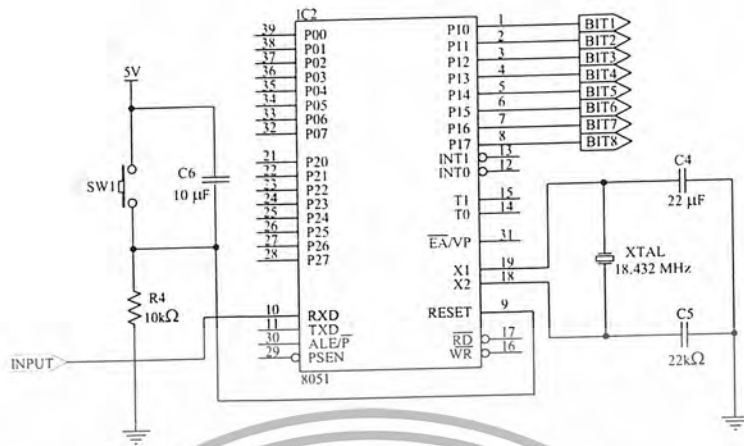 IC2
39 P00
38 P01
37 P02
36 P03
35 P04
34 P05
33 P06
32 P07
21 P20
22 P21
23 P22
24 P23
25 P24
26 P25
27 P26
28 P27
10 RXD
11 TXD
30 ALE/P
29 PSEN
8051
P10 1 BIT1
P11 2 BIT2
P12 3 BIT3
P13 4 BIT4
P14 5 BIT5
P15 6 BIT6
P16 7 BIT7
P17 8 BIT8
INT1 13
INT0 12
T1 15
T0 14
EA/VP 31
X1 19
X2 18
RESET 9
RD 17
WR 16
5V
SW1
C6
10 µF
R4
10kΩ
INPUT
C4
22 µF
XTAL
18.432 MHz
C5
22kΩ